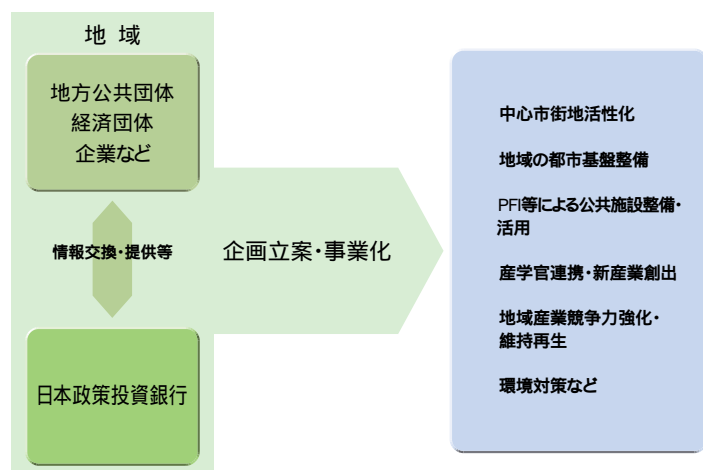 地 域
地方公共団体
経済団体
企業など
情報交換・提供等
日本政策投資銀行
企画立案・事業化
中心市街地活性化
地域の都市基盤整備
PFI等による公共施設整備・
活用
産学官連携・新産業創出
地域産業競争力強化・
維持再生
環境対策など